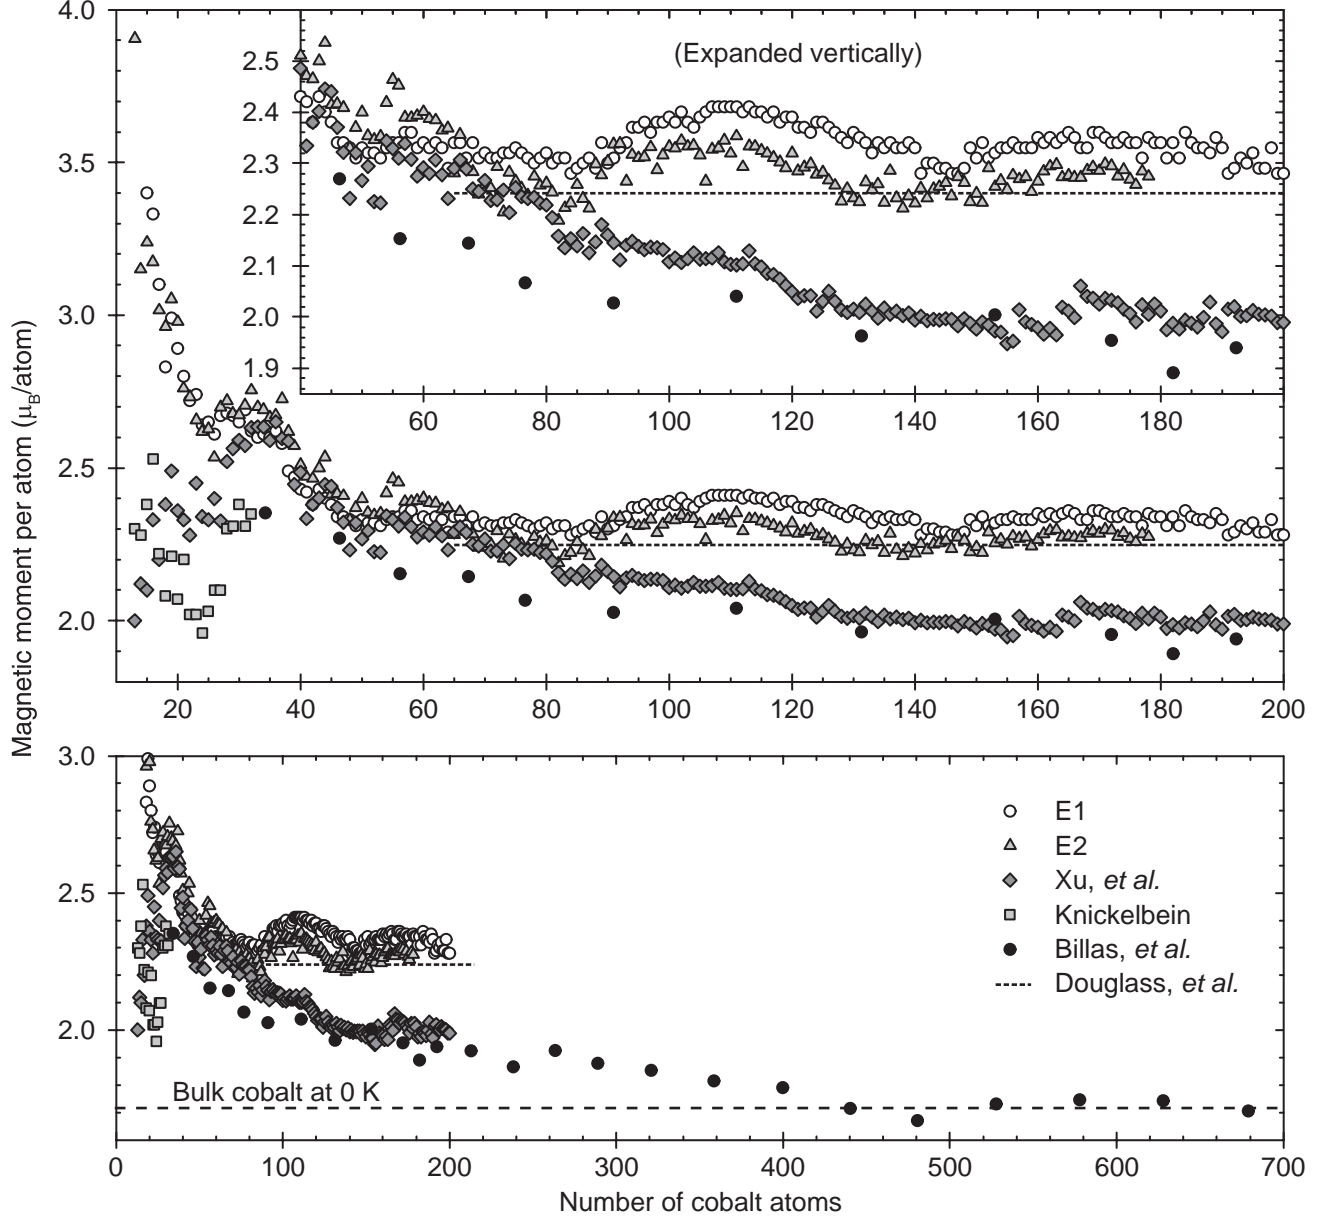 4.0
3.5
3.0
2.5
2.0
(Expanded vertically)
2.5
2.4
2.3
2.2
2.1
2.0
1.9
60 80 100 120 140 160 180
20 40 60 80 100 120 140 160 180 200
Magnetic moment per atom (μB/atom)
3.0
2.5
2.0
E1
E2
Xu, et al.
Knickelbein
Billas, et al.
Douglass, et al.
Bulk cobalt at 0 K
0 100 200 300 400 500 600 700
Number of cobalt atoms